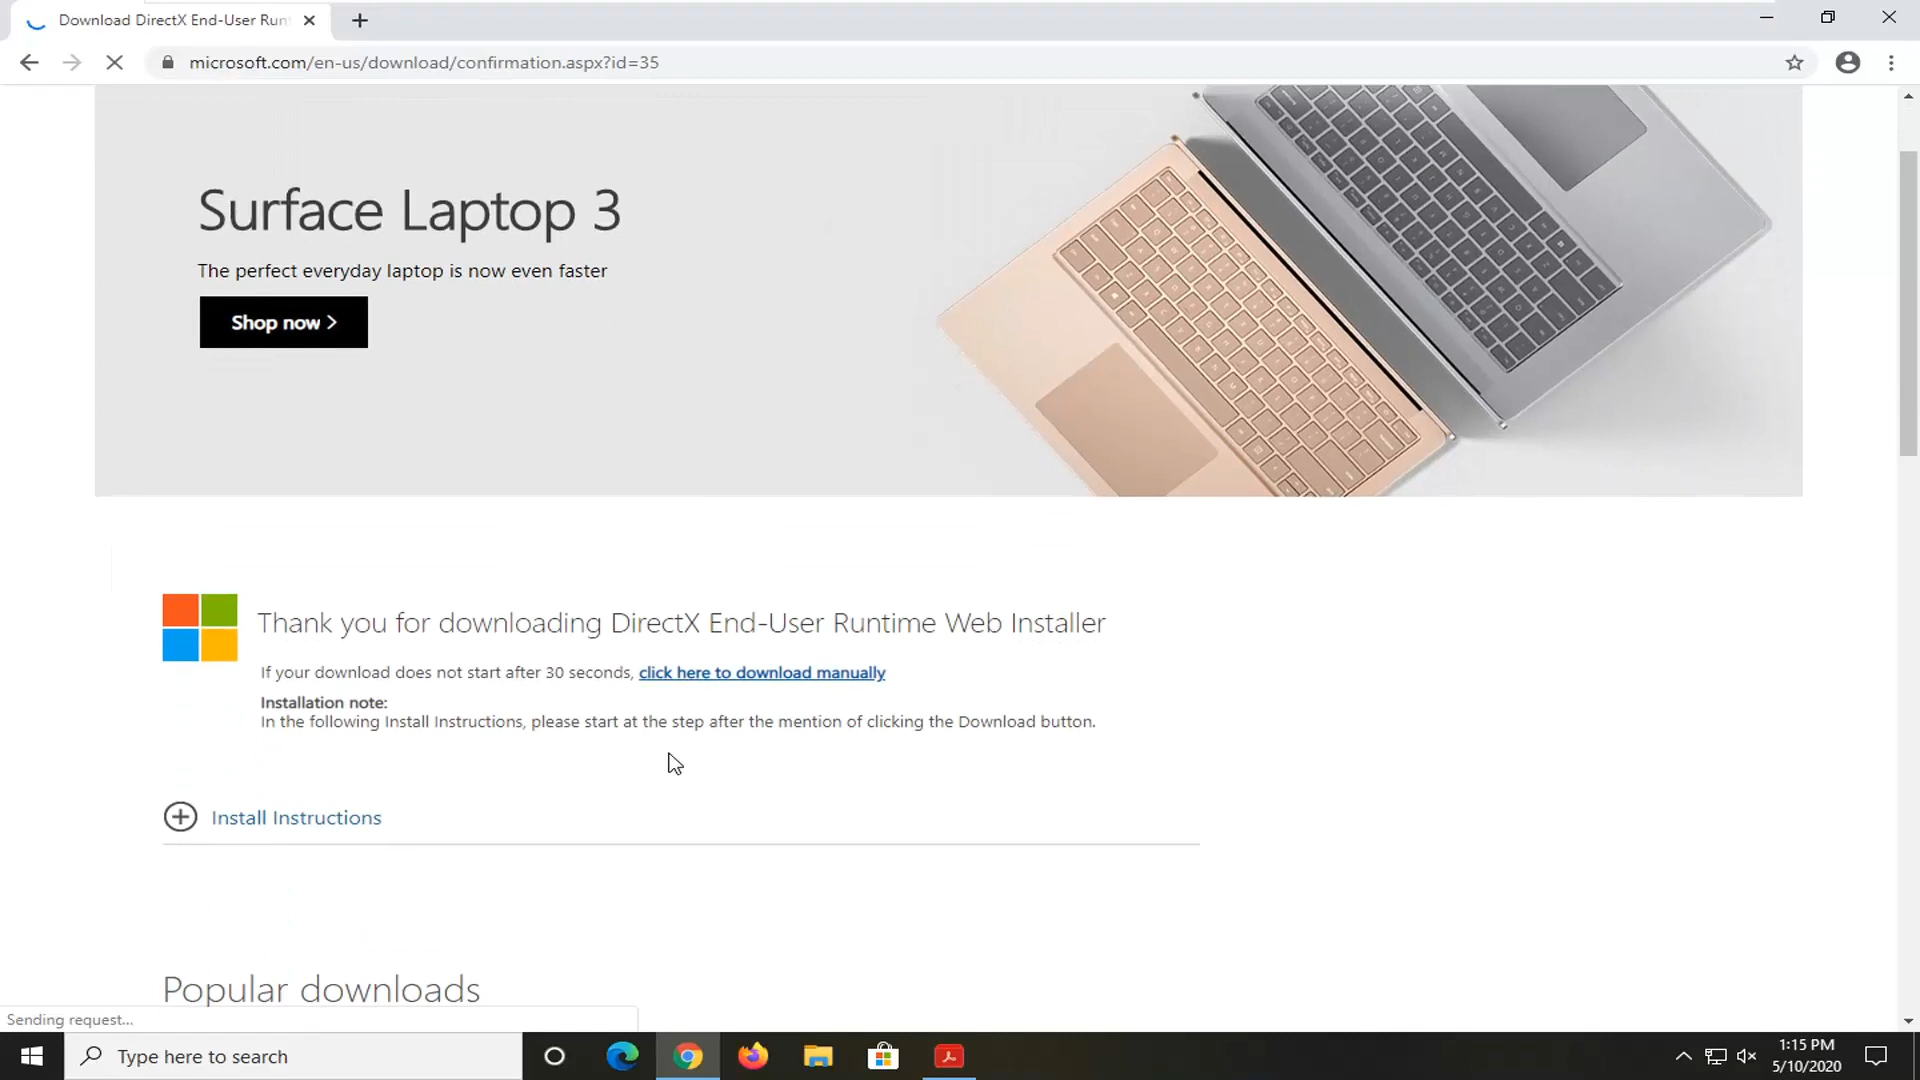 Download DirectX End-User Run
microsoft.com/en-us/download/confirmation.aspx?id=35
Surface Laptop 3
The perfect everyday laptop is now even faster
Shop now >
Thank you for downloading DirectX End-User Runtime Web Installer
If your download does not start after 30 seconds, click here to download manually
Installation note:
In the following Install Instructions, please start at the step after the mention of clicking the Download button.
Install Instructions
Popular downloads
Sending request...
Type here to search
1:15 PM
5/10/2020